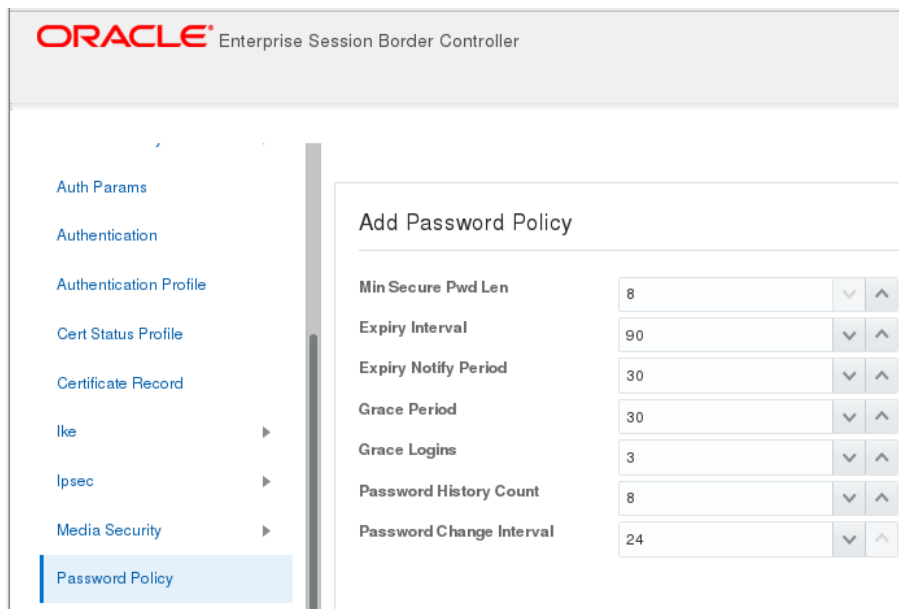 ORACLE® Enterprise Session Border Controller
Auth Params
Authentication
Authentication Profile
Cert Status Profile
Certificate Record
Ike
Ipsec
Media Security
Password Policy
Add Password Policy
Min Secure Pwd Len 8
Expiry Interval 90
Expiry Notify Period 30
Grace Period 30
Grace Logins 3
Password History Count 8
Password Change Interval 24